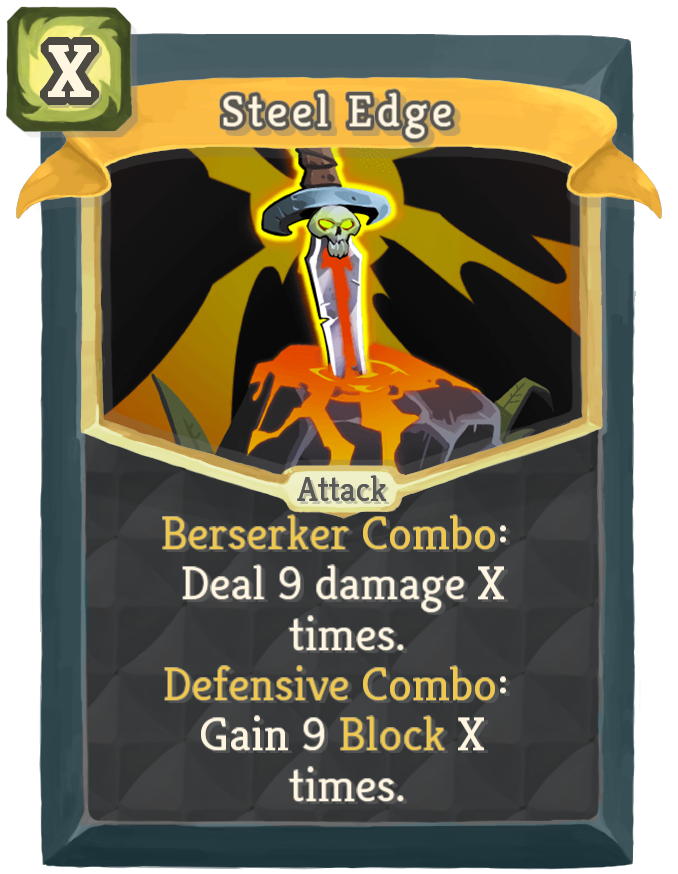 X
Steel Edge
Attack
Berserker Combo:
Deal 9 damage X
times.
Defensive Combo:
Gain 9 Block X
times.